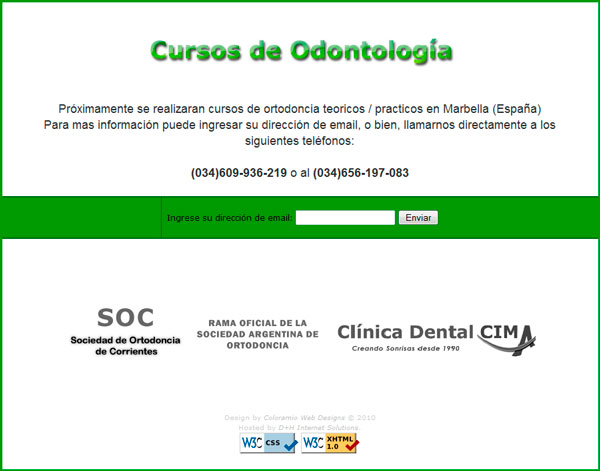 Cursos de Odontología
Próximamente se realizaran cursos de ortodoncia teoricos / practicos en Marbella (España)
Para mas información puede ingresar su dirección de email, o bien, llamarnos directamente a los
siguientes teléfonos:
(034)609-936-219 o al (034)656-197-083
Ingrese su dirección de email: Enviar
SOC
Sociedad de Ortodoncia
de Corrientes
RAMA OFICIAL DE LA
SOCIEDAD ARGENTINA DE
ORTODONCIA
Clínica Dental CIMA
Creando Sonrisas desde 1990
Design by Coloramio Web Designs © 2010
Hosted by D+H Internet Solutions.
W3C CSS W3C XHTML 1.0